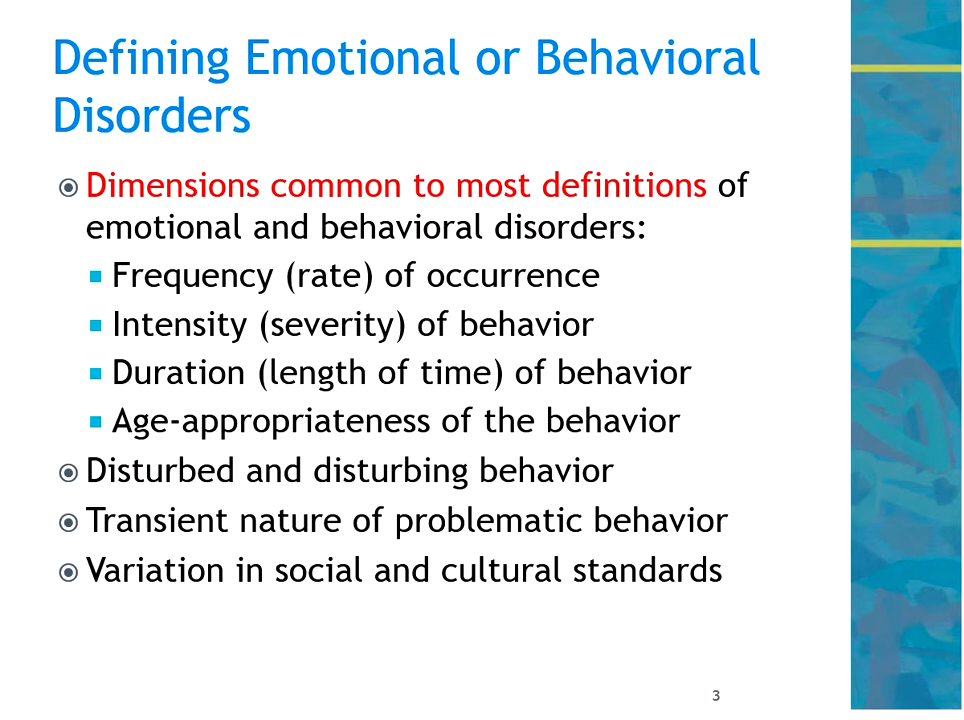 Defining Emotional or Behavioral
Disorders
Dimensions common to most definitions of
emotional and behavioral disorders:
Frequency (rate) of occurrence
Intensity (severity) of behavior
Duration (length of time) of behavior
Age-appropriateness of the behavior
Disturbed and disturbing behavior
Transient nature of problematic behavior
Variation in social and cultural standards
3